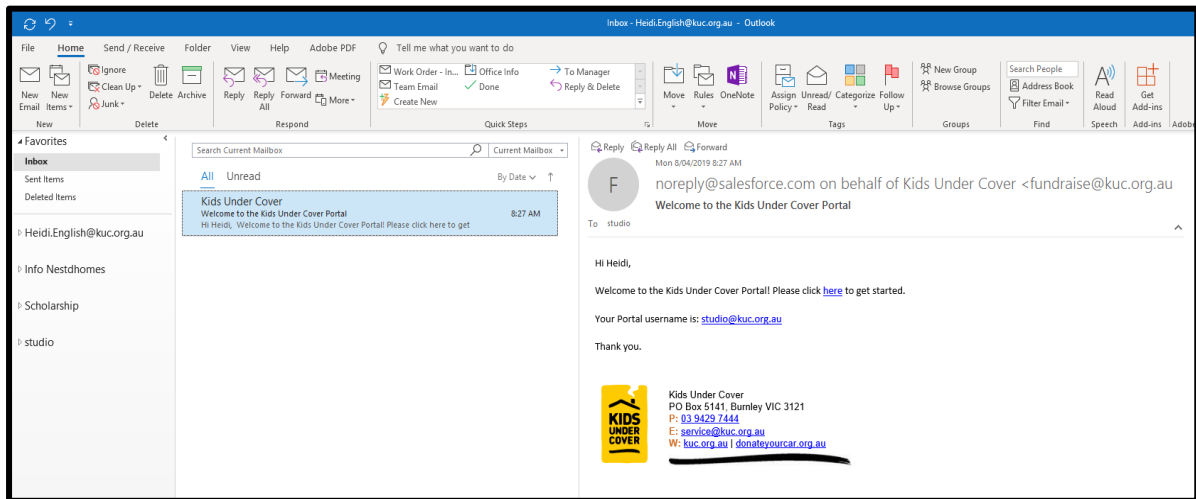 Inbox - Heidi.English@kuc.org.au - Outlook
File Home Send / Receive Folder View Help Adobe PDF Tell me what you want to do
New Email
New Items
Ignore
Clean Up
Junk
Delete
Archive
Reply
Reply All
Forward
Meeting
More
Work Order - In...
Team Email
Create New
Office Info
Done
To Manager
Reply & Delete
Move
Rules
OneNote
Assign Policy
Unread/ Read
Categorize
Follow Up
New Group
Browse Groups
Search People
Address Book
Filter Email
Read Aloud
Get Add-ins
New Delete Respond Quick Steps Move Tags Groups Find Speech Add-ins Adobe
Favorites
Inbox
Sent Items
Deleted Items
Heidi.English@kuc.org.au
Info Nestdhomes
Scholarship
studio
Search Current Mailbox Current Mailbox
All Unread By Date
Kids Under Cover
Welcome to the Kids Under Cover Portal 8:27 AM
Hi Heidi, Welcome to the Kids Under Cover Portal! Please click here to get
Reply Reply All Forward
Mon 8/04/2019 8:27 AM
F
noreply@salesforce.com on behalf of Kids Under Cover <fundraise@kuc.org.au
Welcome to the Kids Under Cover Portal
To studio
Hi Heidi,
Welcome to the Kids Under Cover Portal! Please click here to get started.
Your Portal username is: studio@kuc.org.au
Thank you.
KIDS
UNDER
COVER
Kids Under Cover
PO Box 5141, Burnley VIC 3121
P: 03 9429 7444
E: service@kuc.org.au
W: kuc.org.au | donateyourcar.org.au